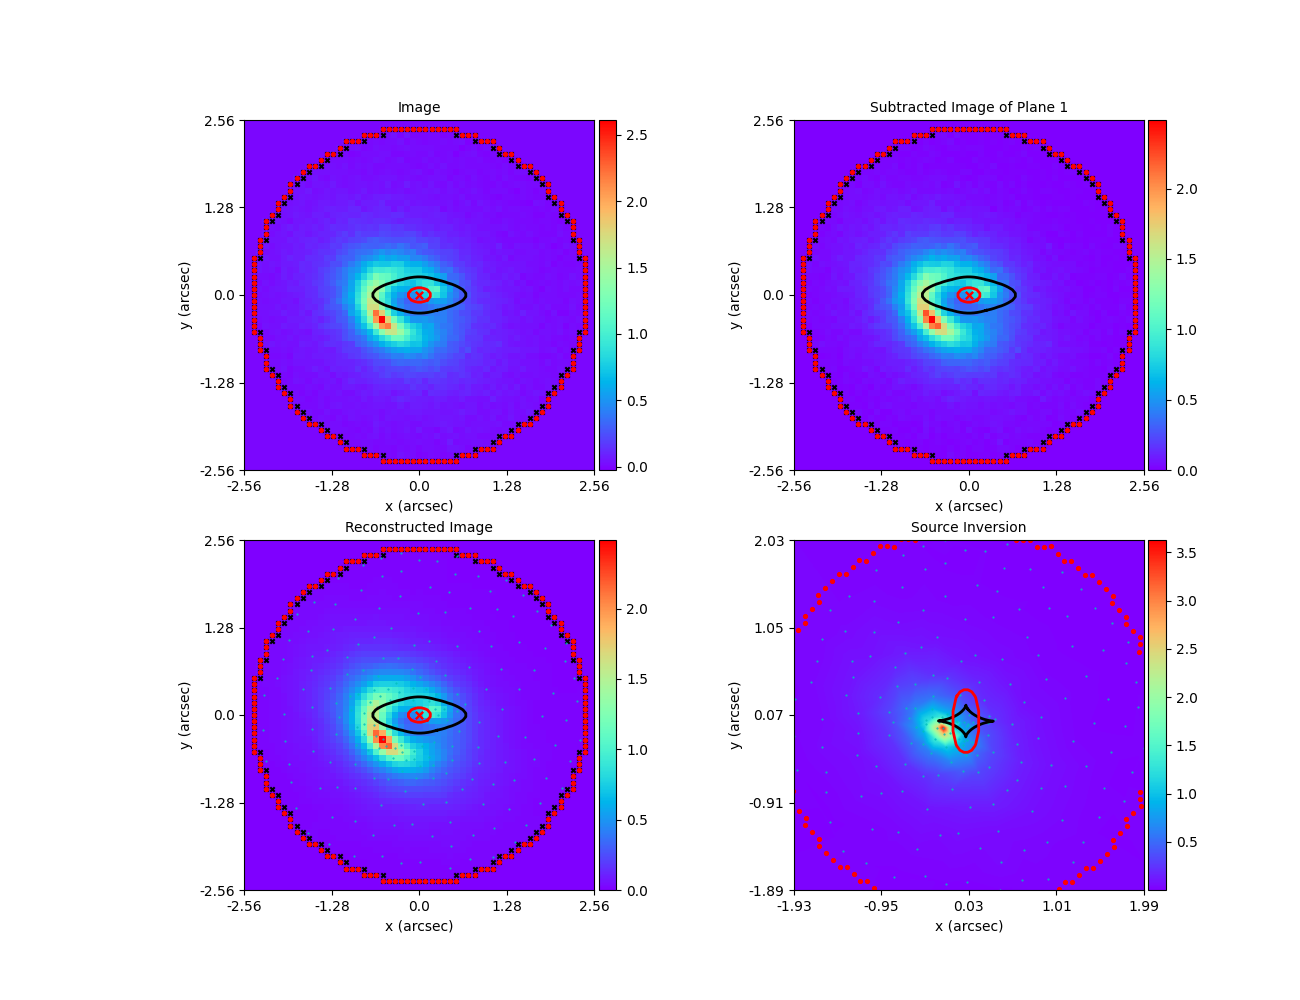 Image
2.56
1.28
0.0
-1.28
-2.56
y (arcsec)
-2.56 -1.28 0.0 1.28 2.56
x (arcsec)
2.5
2.0
1.5
1.0
0.5
0.0
Subtracted Image of Plane 1
2.56
1.28
0.0
-1.28
-2.56
y (arcsec)
-2.56 -1.28 0.0 1.28 2.56
x (arcsec)
2.0
1.5
1.0
0.5
0.0
Reconstructed Image
2.56
1.28
0.0
-1.28
-2.56
y (arcsec)
-2.56 -1.28 0.0 1.28 2.56
x (arcsec)
2.0
1.5
1.0
0.5
0.0
Source Inversion
2.03
1.05
0.07
-0.91
-1.89
y (arcsec)
-1.93 -0.95 0.03 1.01 1.99
x (arcsec)
3.5
3.0
2.5
2.0
1.5
1.0
0.5